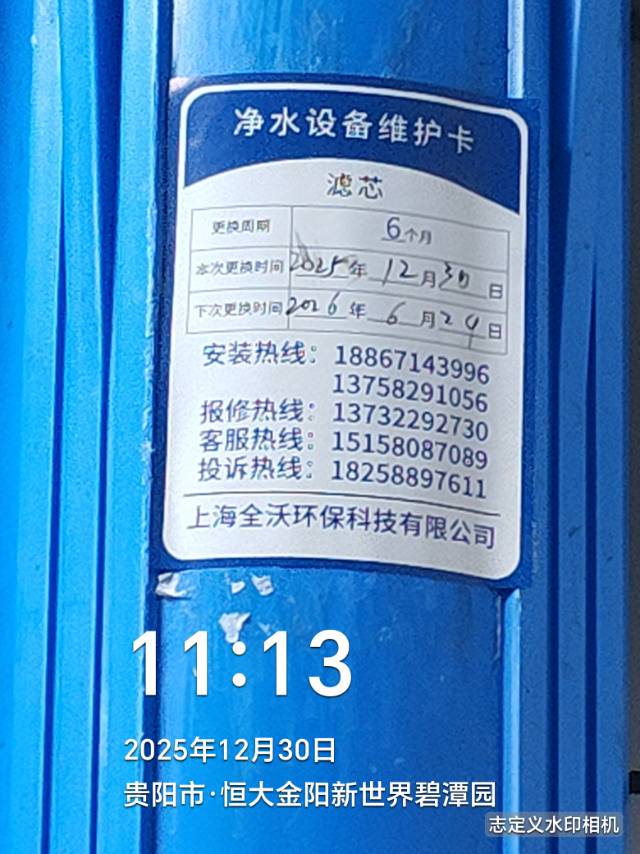 净水设备维护卡
滤芯
更换周期 6个月
本次更换时间 2025年12月30日
下次更换时间 2026年6月29日
安装热线：18867143996
13758291056
报修热线：13732292730
客服热线：15158087089
投诉热线：18258897611
上海全沃环保科技有限公司
11:13
2025年12月30日
贵阳市·恒大金阳新世界碧潭园
志定义水印相机